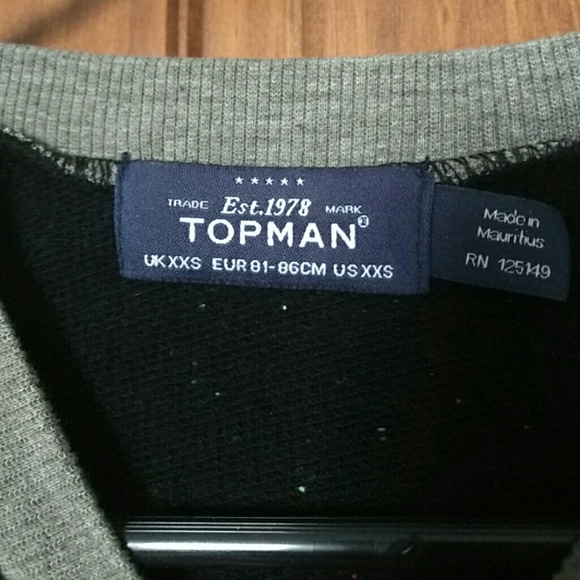 ★★★★★
TRADE Est.1978 MARK
TOPMAN®
UK XXS EUR 81-86CM US XXS
Made in
Mauritius
RN 125149